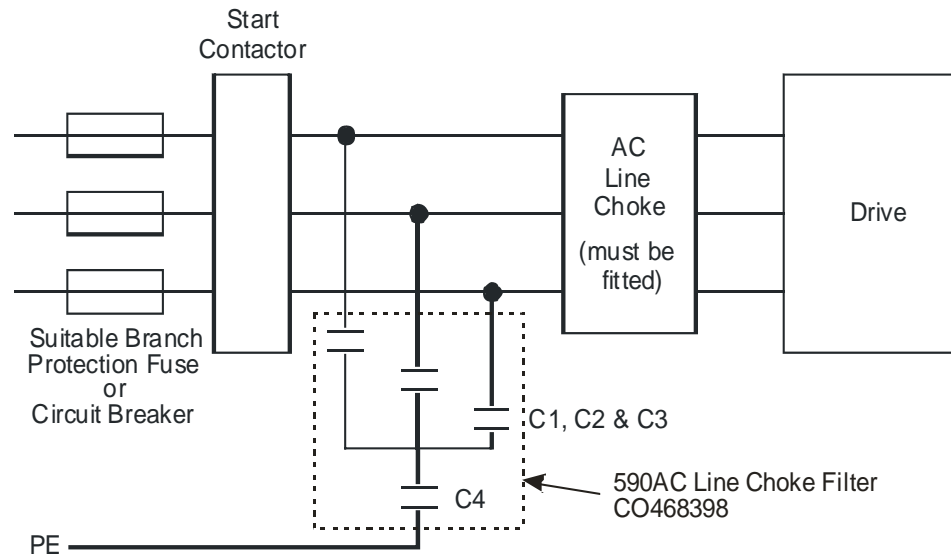 Start
Contactor
AC
Line
Choke
(must be
fitted)
Drive
Suitable Branch
Protection Fuse
or
Circuit Breaker
C1, C2 & C3
C4
590AC Line Choke Filter
CO468398
PE